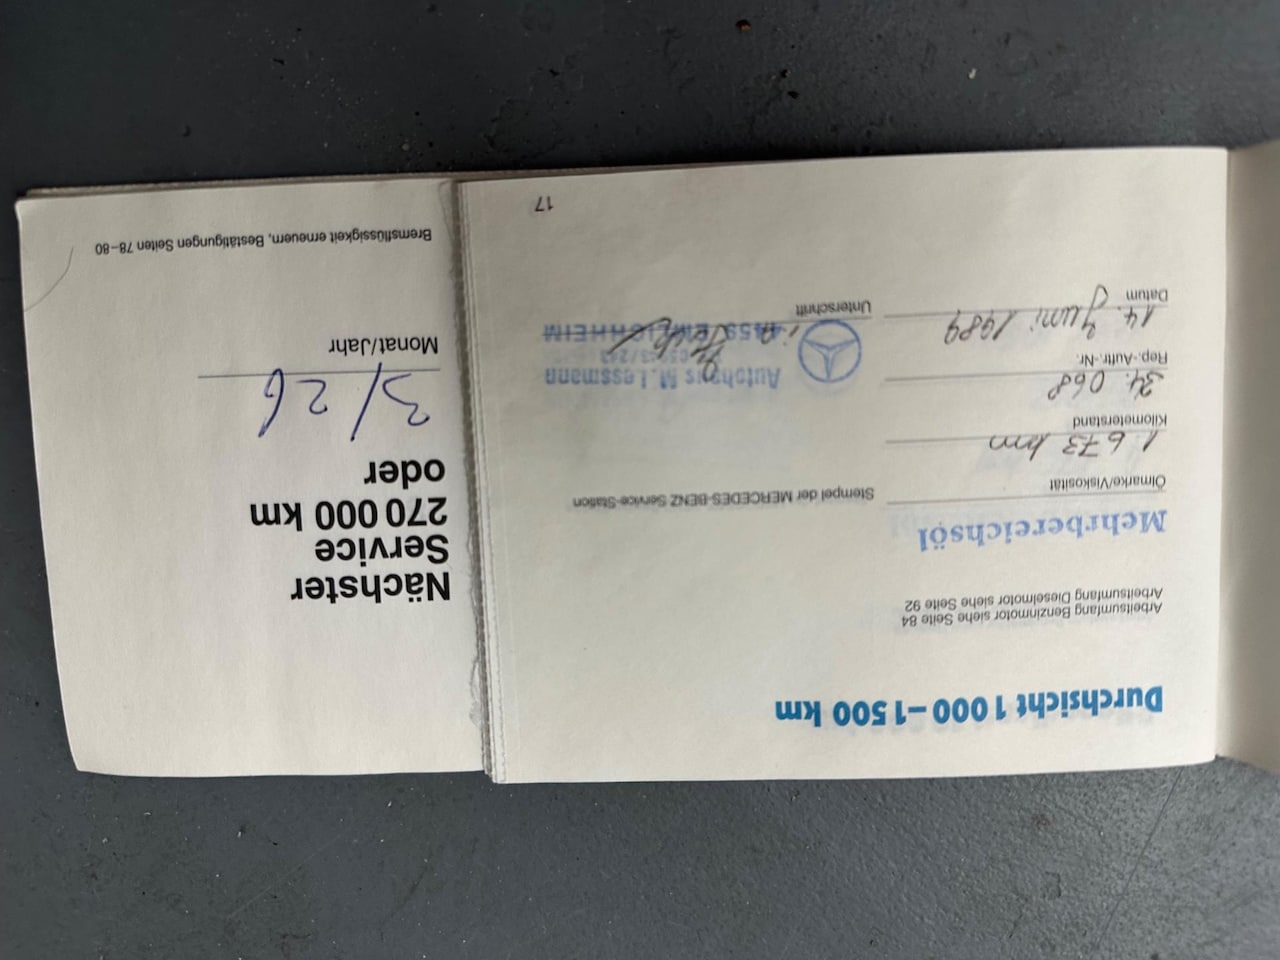 Durchsicht 1 000–1 500 km
Arbeitsumfang Benzinmotor siehe Seite 84
Arbeitsumfang Dieselmotor siehe Seite 92
Mehrbereichsöl
Ölmarke/Viskosität
1.673 km
Kilometerstand
34. 068
Rep.-Auftr.-Nr.
14. Juni 1989
Datum
Stempel der MERCEDES-BENZ Service-Station
Autohaus M. Lessmann
4459 EMLICHHEIM
Unterschrift
17
Nächster
Service
270 000 km
oder
3/26
Monat/Jahr
Bremsflüssigkeit erneuern, Bestätigungen Seiten 78–80